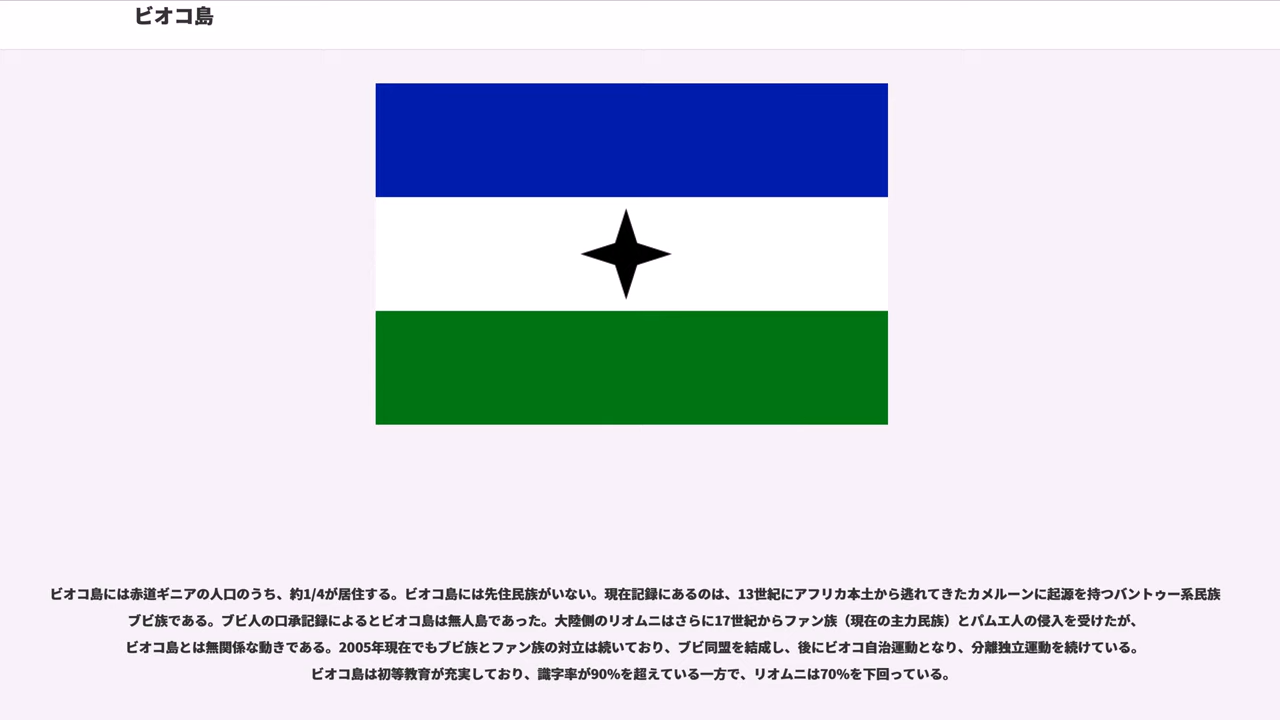 ビオコ島
ビオコ島には赤道ギニアの人口のうち、約1/4が居住する。ビオコ島には先住民族がいない。現在記録にあるのは、13世紀にアフリカ本土から逃れてきたカメルーンに起源を持つバントゥー系民族
ブビ族である。ブビ人の口承記録によるとビオコ島は無人島であった。大陸側のリオムニはさらに17世紀からファン族（現在の主力民族）とパムエ人の侵入を受けたが、
ビオコ島とは無関係な動きである。2005年現在でもブビ族とファン族の対立は続いており、ブビ同盟を結成し、後にビオコ自治運動となり、分離独立運動を続けている。
ビオコ島は初等教育が充実しており、識字率が90%を超えている一方で、リオムニは70%を下回っている。